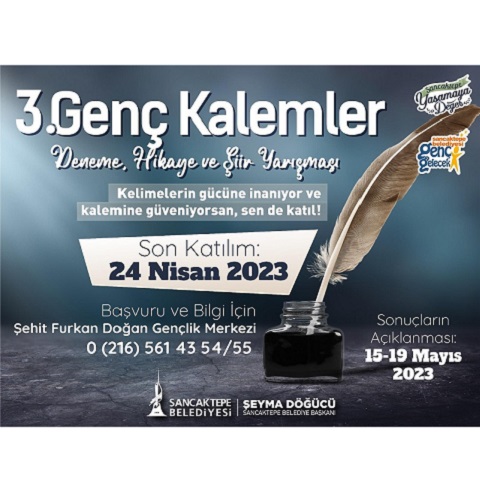 3.Genç Kalemler
Deneme, Hikaye ve Şiir Yarışması
Kelimelerin gücüne inanıyor ve
kalemine güveniyorsan, sen de katıl!
Son Katılım:
24 Nisan 2023
Başvuru ve Bilgi İçin
Şehit Furkan Doğan Gençlik Merkezi
0 (216) 561 43 54/55
Sancaktepe
Yaşamaya
Değer
sancaktepe
belediyesi
genç
gelecek
Sonuçların
Açıklanması:
15-19 Mayıs
2023
SANCAKTEPE
BELEDİYESİ
ŞEYMA DÖĞÜCÜ
SANCAKTEPE BELEDİYE BAŞKANI